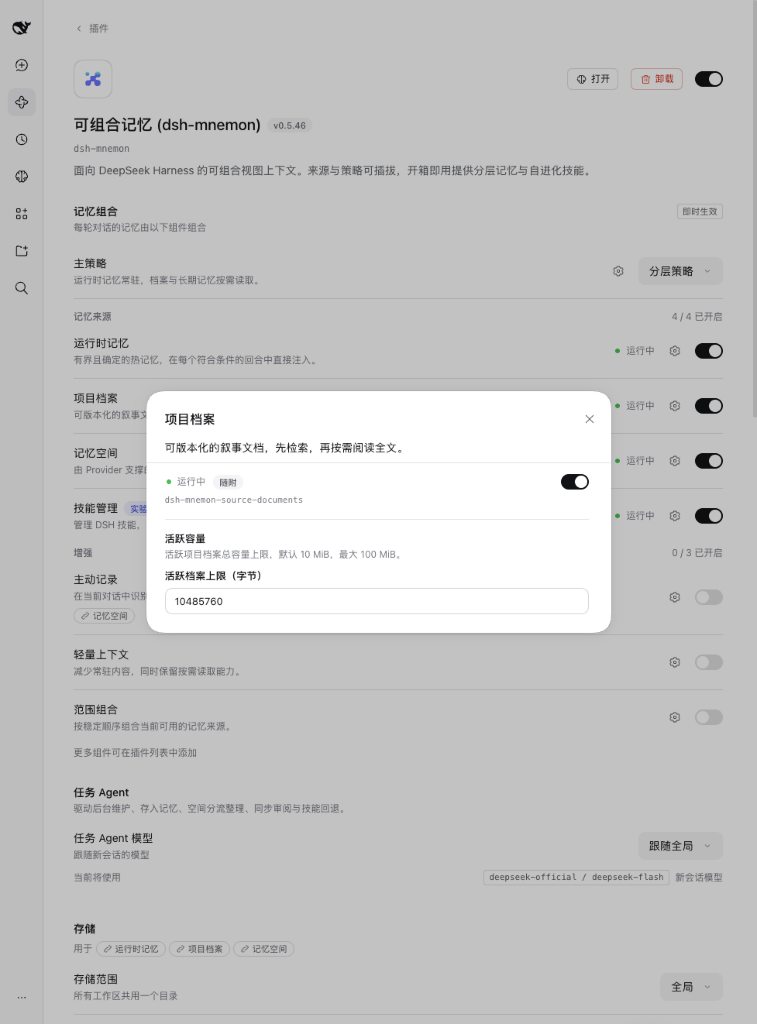 插件
打开
卸载
可组合记忆 (dsh-mnemon) v0.5.46
dsh-mnemon
面向 DeepSeek Harness 的可组合视图上下文。来源与策略可插拔，开箱即用提供分层记忆与自进化技能。
记忆组合
即时生效
每轮对话的记忆由以下组件组合
主策略
运行时记忆常驻，档案与长期记忆按需读取。
分层策略
记忆来源
4 / 4 已开启
运行时记忆
有界且确定的热记忆，在每个符合条件的回合中直接注入。
运行中
项目档案
可版本化的叙事文
运行中
记忆空间
由 Provider 支撑
运行中
技能管理
管理 DSH 技能，
运行中
增强
0 / 3 已开启
主动记录
在当前对话中识别
记忆空间
项目档案
可版本化的叙事文档，先检索，再按需阅读全文。
运行中 随附
dsh-mnemon-source-documents
活跃容量
活跃项目档案总容量上限，默认 10 MiB，最大 100 MiB。
活跃档案上限（字节）
10485760
轻量上下文
减少常驻内容，同时保留按需读取能力。
范围组合
按稳定顺序组合当前可用的记忆来源。
更多组件可在插件列表中添加
任务 Agent
驱动后台维护、存入记忆、空间分流整理、同步审阅与技能回退。
任务 Agent 模型
跟随新会话的模型
跟随全局
当前将使用
deepseek-official / deepseek-flash 新会话模型
存储
用于 运行时记忆 项目档案 记忆空间
存储范围
所有工作区共用一个目录
全局